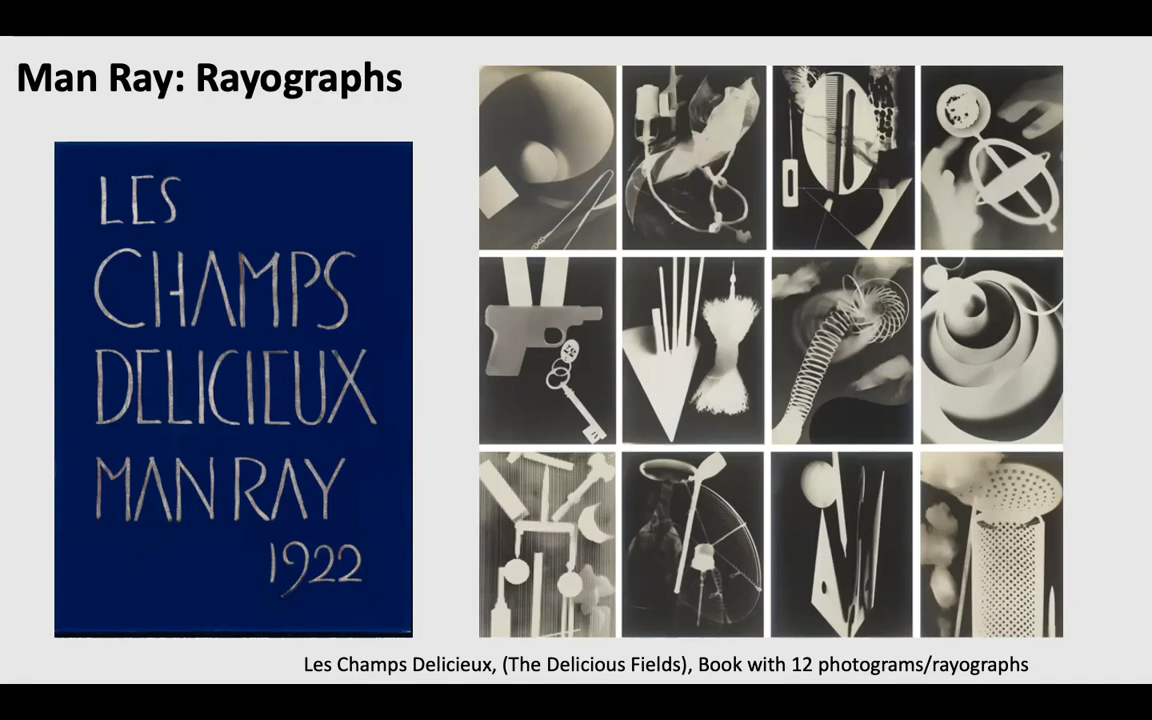 Man Ray: Rayographs
LES
CHAMPS
DELICIEUX
MAN RAY
1922
Les Champs Delicieux, (The Delicious Fields), Book with 12 photograms/rayographs